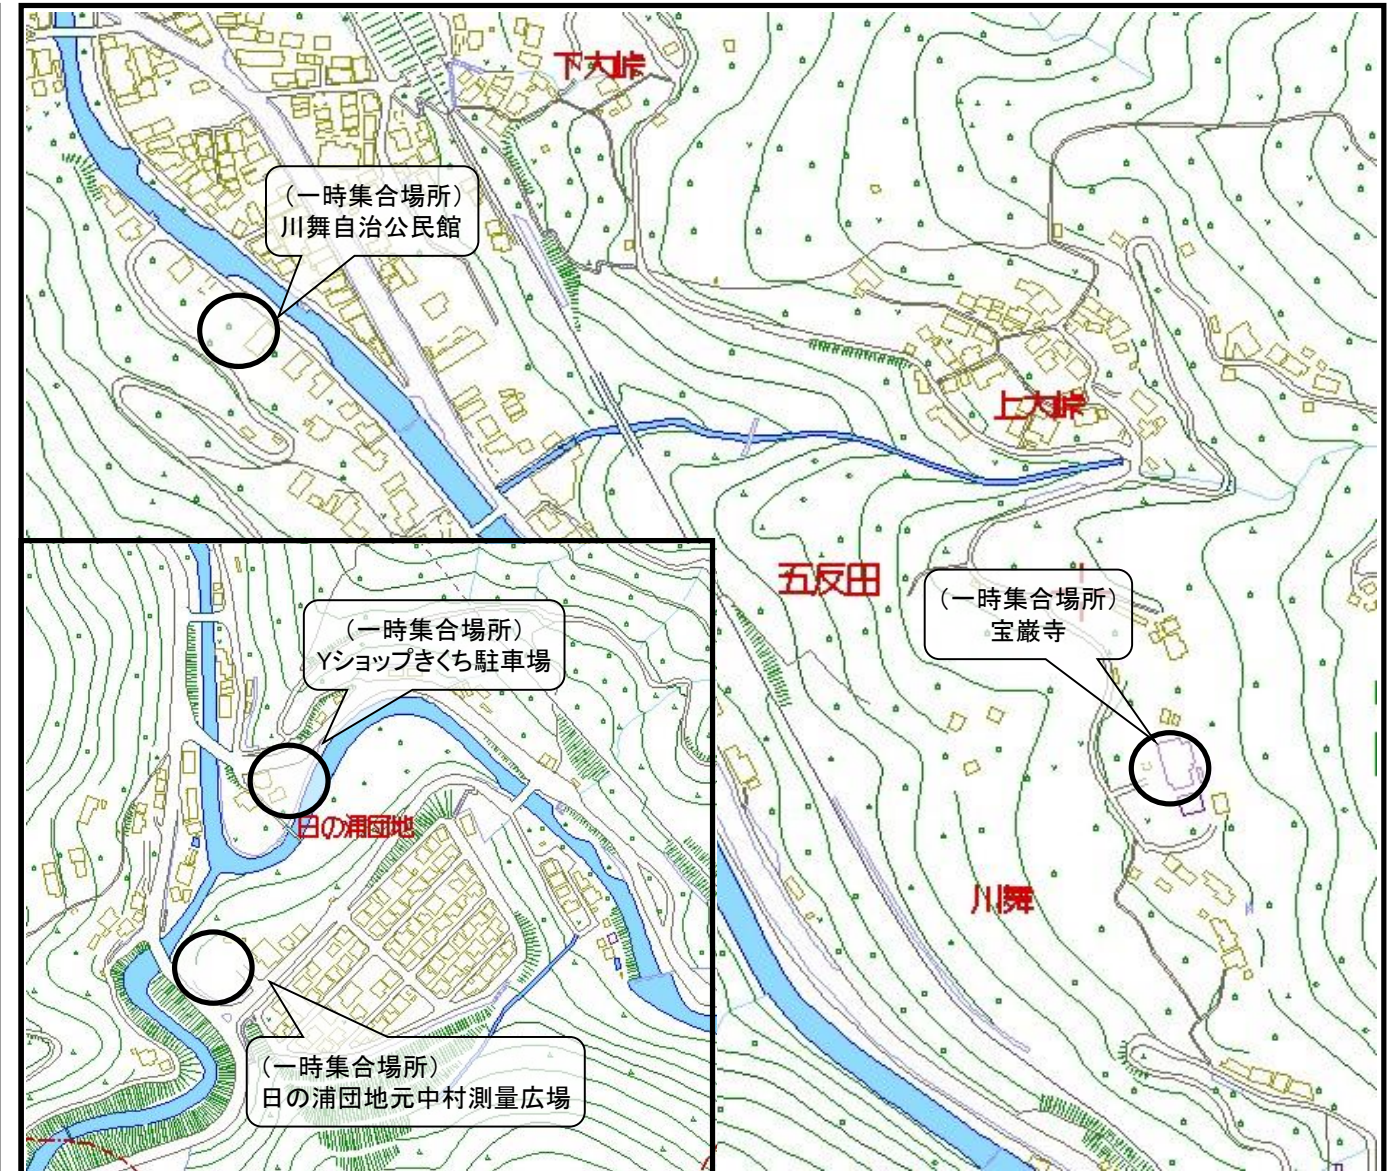 下大峠
(一時集合場所)
川舞自治公民館
上大峠
五反田
(一時集合場所)
宝巌寺
(一時集合場所)
Yショップきくち駐車場
日の浦団地
川舞
(一時集合場所)
日の浦団地元中村測量広場